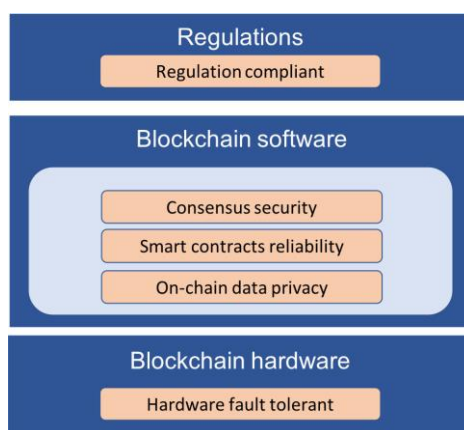 Regulations
Regulation compliant
Blockchain software
Consensus security
Smart contracts reliability
On-chain data privacy
Blockchain hardware
Hardware fault tolerant